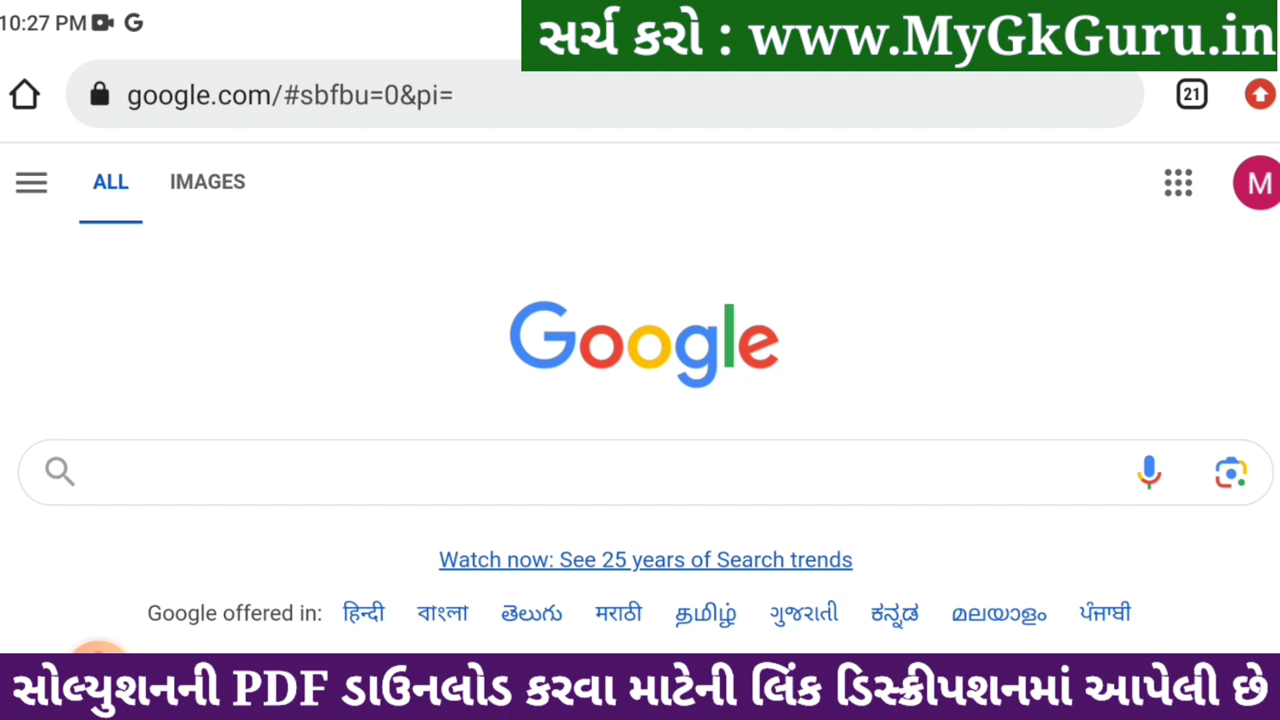 10:27 PM G
સર્ચ કરો : www.MyGkGuru.in
google.com/#sbfbu=0&pi=
21
ALL IMAGES
M
Google
Watch now: See 25 years of Search trends
Google offered in: हिन्दी বাংলা తెలుగు मराठी தமிழ் ગુજરાતી ಕನ್ನಡ മലയാളം ਪੰਜਾਬੀ
સોલ્યુશનની PDF ડાઉનલોડ કરવા માટેની લિંક ડિસ્ક્રીપશનમાં આપેલી છે